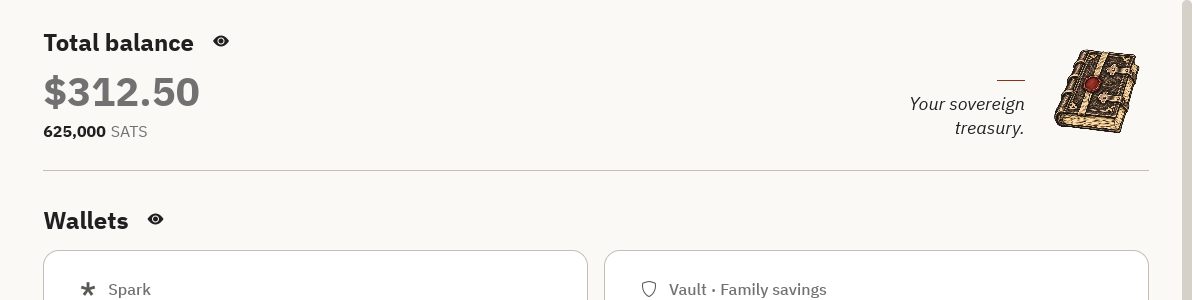 Total balance
$312.50
625,000 SATS
Your sovereign
treasury.
Wallets
Spark
Vault · Family savings